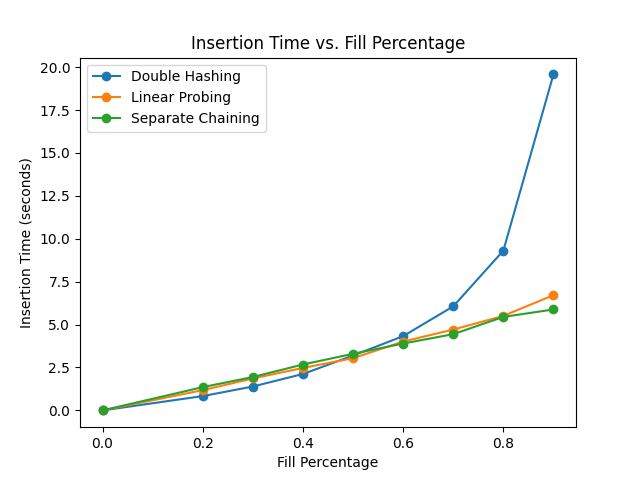 Insertion Time vs. Fill Percentage
Double Hashing
Linear Probing
Separate Chaining
20.0
17.5
15.0
12.5
10.0
7.5
5.0
2.5
0.0
Insertion Time (seconds)
0.0 0.2 0.4 0.6 0.8
Fill Percentage